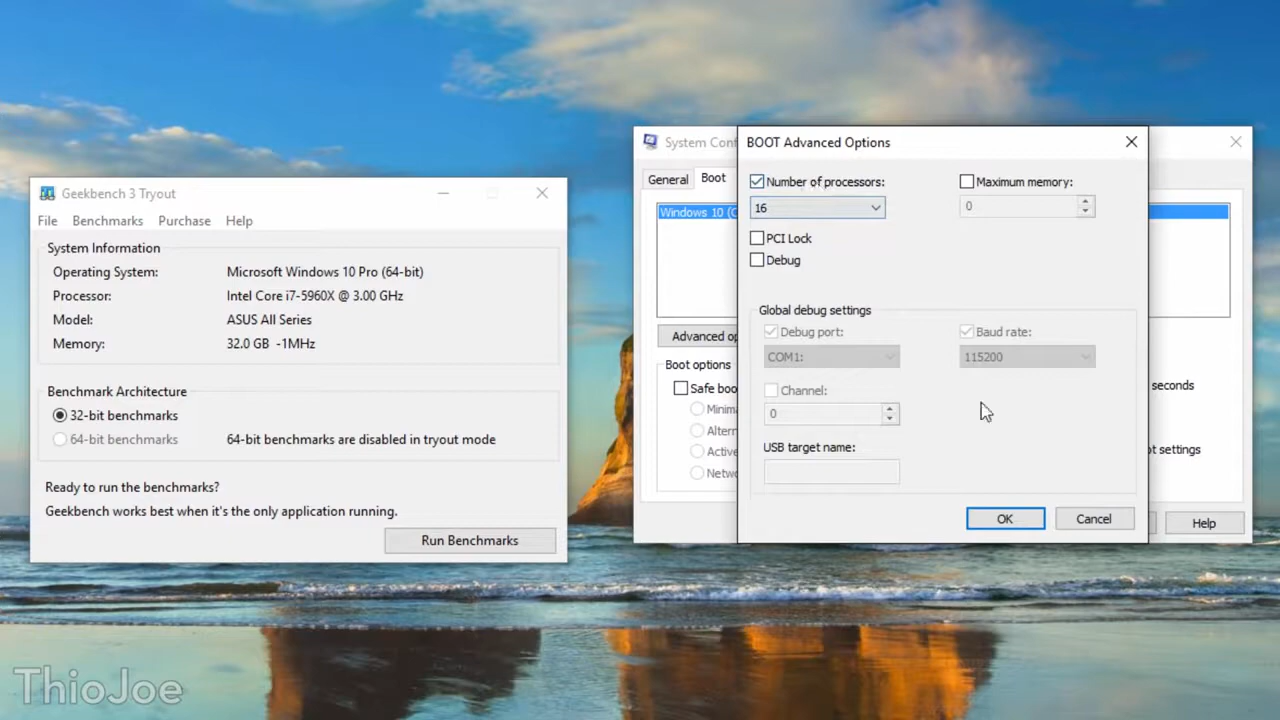 Geekbench 3 Tryout
File Benchmarks Purchase Help
System Information
Operating System: Microsoft Windows 10 Pro (64-bit)
Processor: Intel Core i7-5960X @ 3.00 GHz
Model: ASUS All Series
Memory: 32.0 GB -1MHz
Benchmark Architecture
32-bit benchmarks
64-bit benchmarks 64-bit benchmarks are disabled in tryout mode
Ready to run the benchmarks?
Geekbench works best when it's the only application running.
Run Benchmarks
System Conf
General Boot
Windows 10 (C
Advanced op
Boot options
Safe boo
Minim
Altern
Active
Netwo
seconds
ot settings
Help
BOOT Advanced Options
Number of processors: Maximum memory:
16 0
PCI Lock
Debug
Global debug settings
Debug port: Baud rate:
COM1: 115200
Channel:
0
USB target name:
OK Cancel
ThioJoe